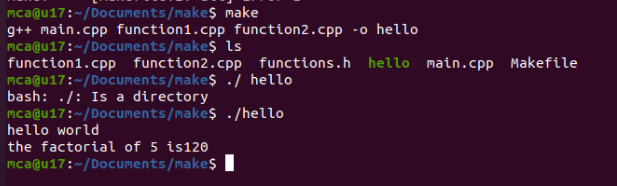 mca@u17:~/Documents/make$ make
g++ main.cpp function1.cpp function2.cpp -o hello
mca@u17:~/Documents/make$ ls
function1.cpp function2.cpp functions.h hello main.cpp Makefile
mca@u17:~/Documents/make$ ./ hello
bash: ./: Is a directory
mca@u17:~/Documents/make$ ./hello
hello world
the factorial of 5 is120
mca@u17:~/Documents/make$